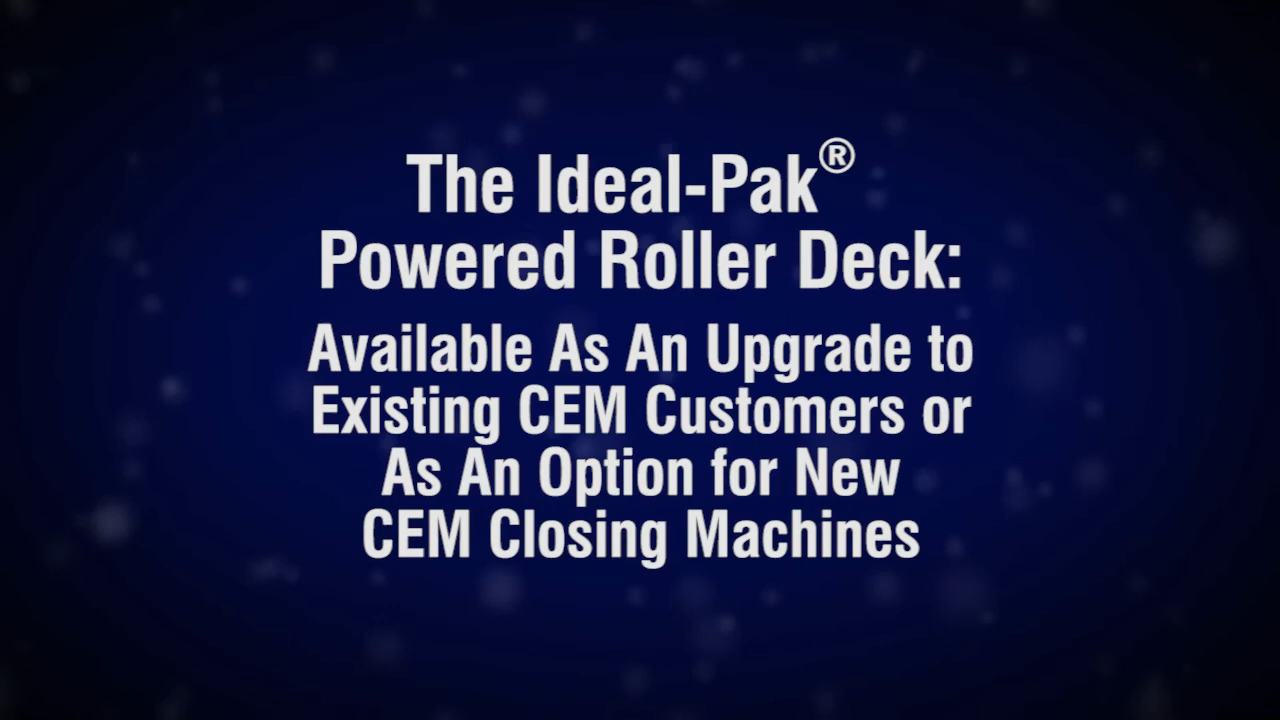 The Ideal-Pak®
Powered Roller Deck:
Available As An Upgrade to
Existing CEM Customers or
As An Option for New
CEM Closing Machines